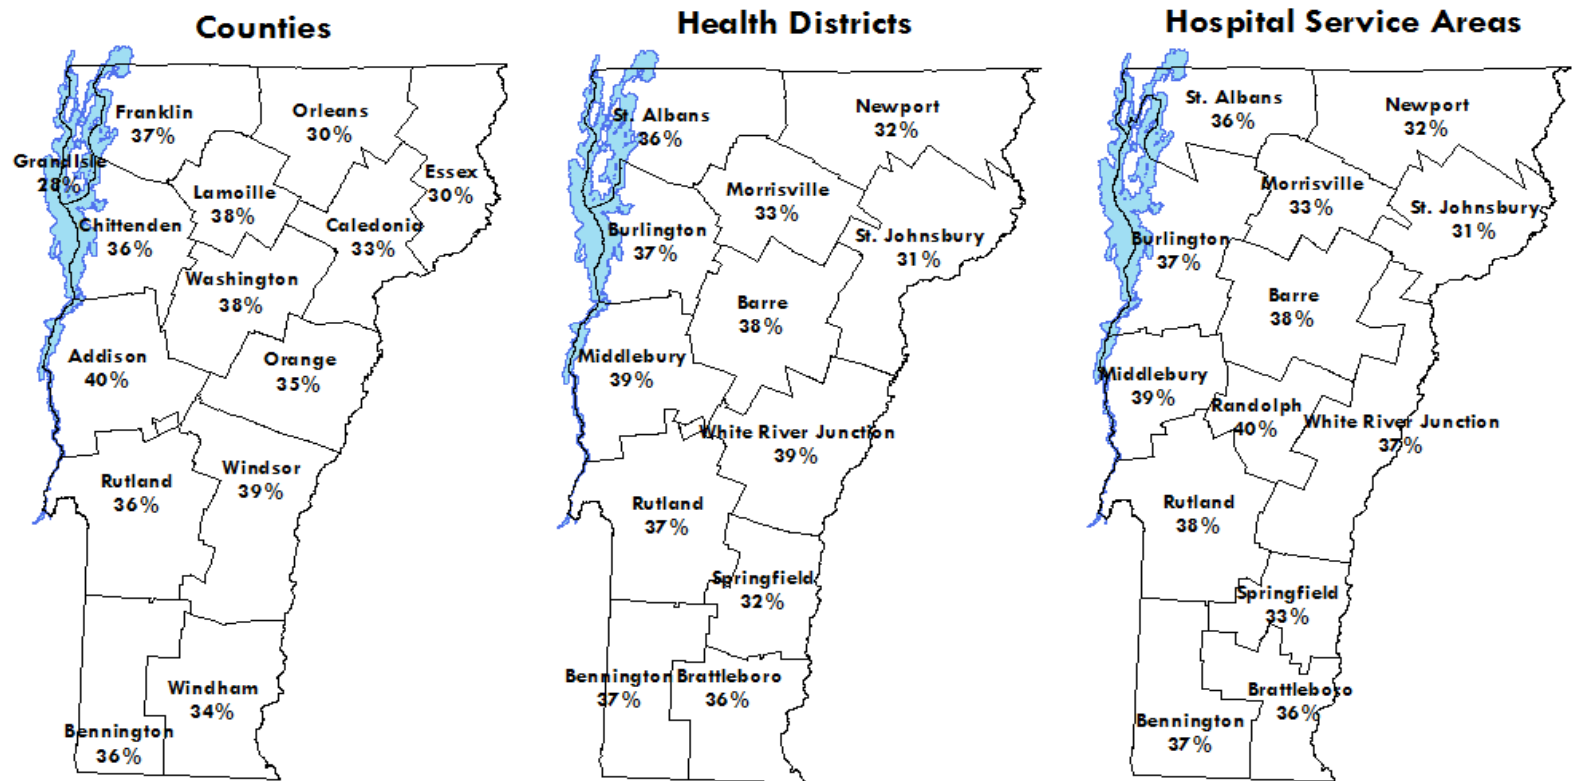 Counties
Franklin
37%
Orleans
30%
GrandIsle
28%
Essex
30%
Lamoille
38%
Chittenden
36%
Caledonia
33%
Washington
38%
Addison
40%
Orange
35%
Rutland
36%
Windsor
39%
Windham
34%
Bennington
36%
Health Districts
St. Albans
36%
Newport
32%
Morrisville
33%
Burlington
37%
St. Johnsbury
31%
Barre
38%
Middlebury
39%
White River Junction
39%
Rutland
37%
Springfield
32%
Bennington
37%
Brattleboro
36%
Hospital Service Areas
St. Albans
36%
Newport
32%
Morrisville
33%
St. Johnsbury
31%
Burlington
37%
Barre
38%
Middlebury
39%
Randolph
40%
White River Junction
37%
Rutland
38%
Springfield
33%
Brattleboro
36%
Bennington
37%